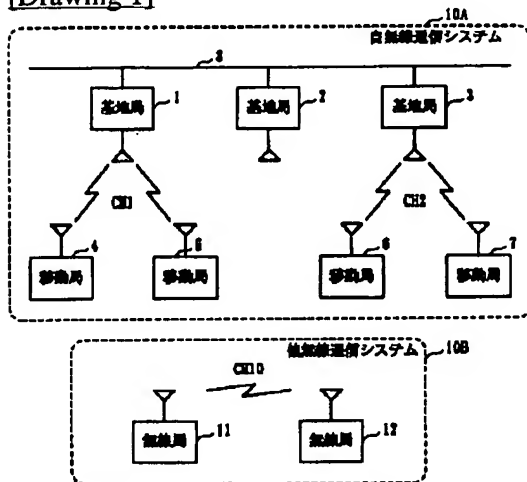 [Drawing 1]
10A
自無線通信システム
8
基地局 1
基地局 2
基地局 3
CH1
CH2
移動局 4
移動局 5
移動局 6
移動局 7
他無線通信システム
10B
CH10
無線局 11
無線局 12